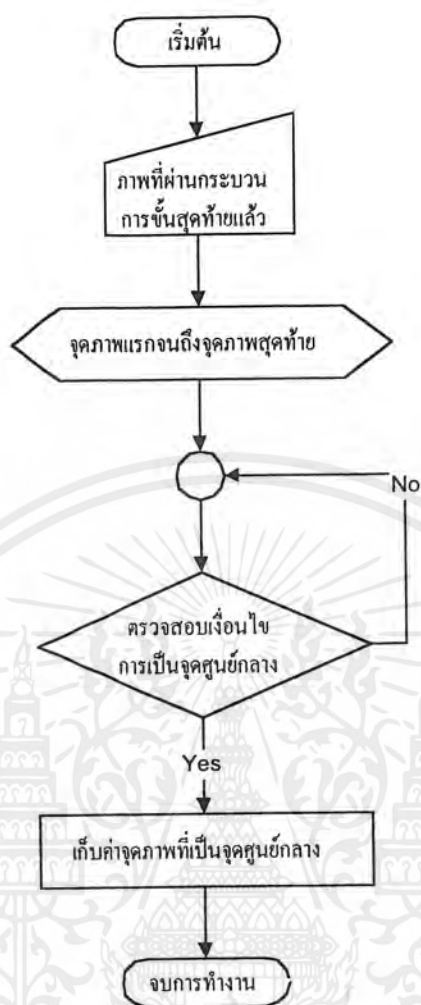 เริ่มต้น
ภาพที่ผ่านกระบวน
การขั้นสุดท้ายแล้ว
จุดภาพแรกจนถึงจุดภาพสุดท้าย
No
ตรวจสอบเงื่อนไข
การเป็นจุดศูนย์กลาง
Yes
เก็บค่าจุดภาพที่เป็นจุดศูนย์กลาง
จบการทำงาน